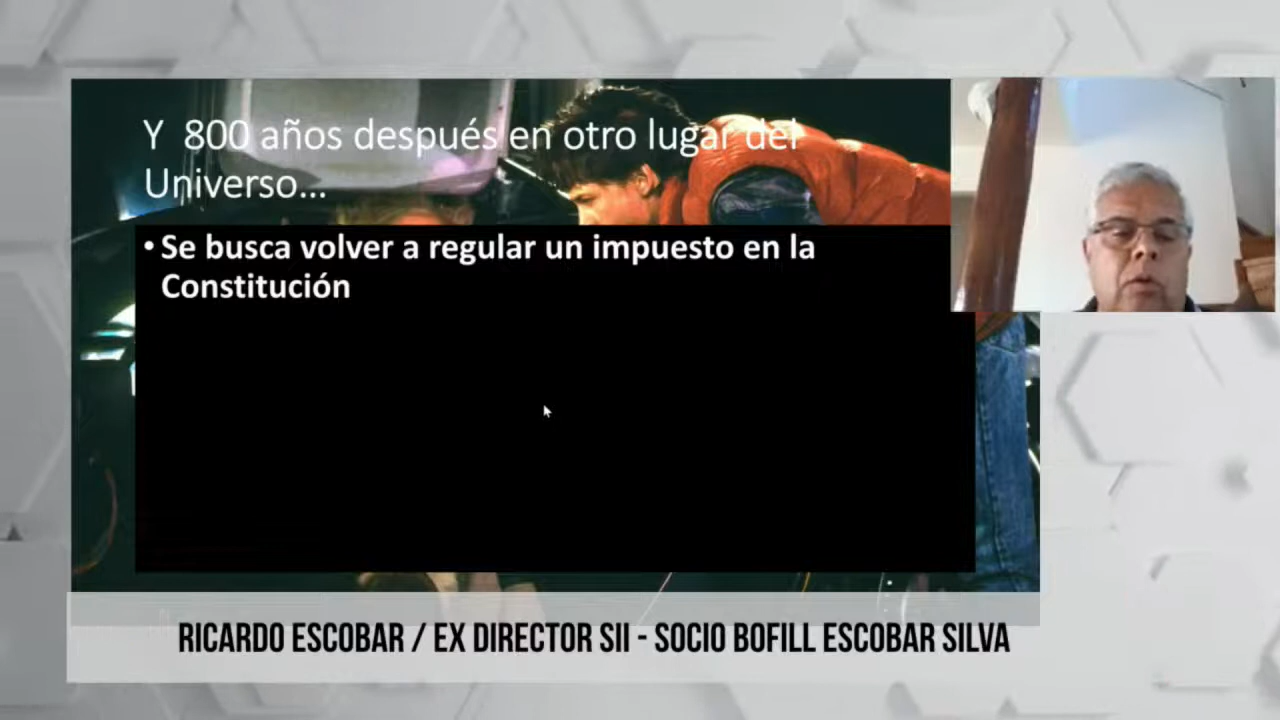 Y 800 años después en otro lugar del
Universo...
• Se busca volver a regular un impuesto en la
Constitución
RICARDO ESCOBAR / EX DIRECTOR SII - SOCIO BOFILL ESCOBAR SILVA